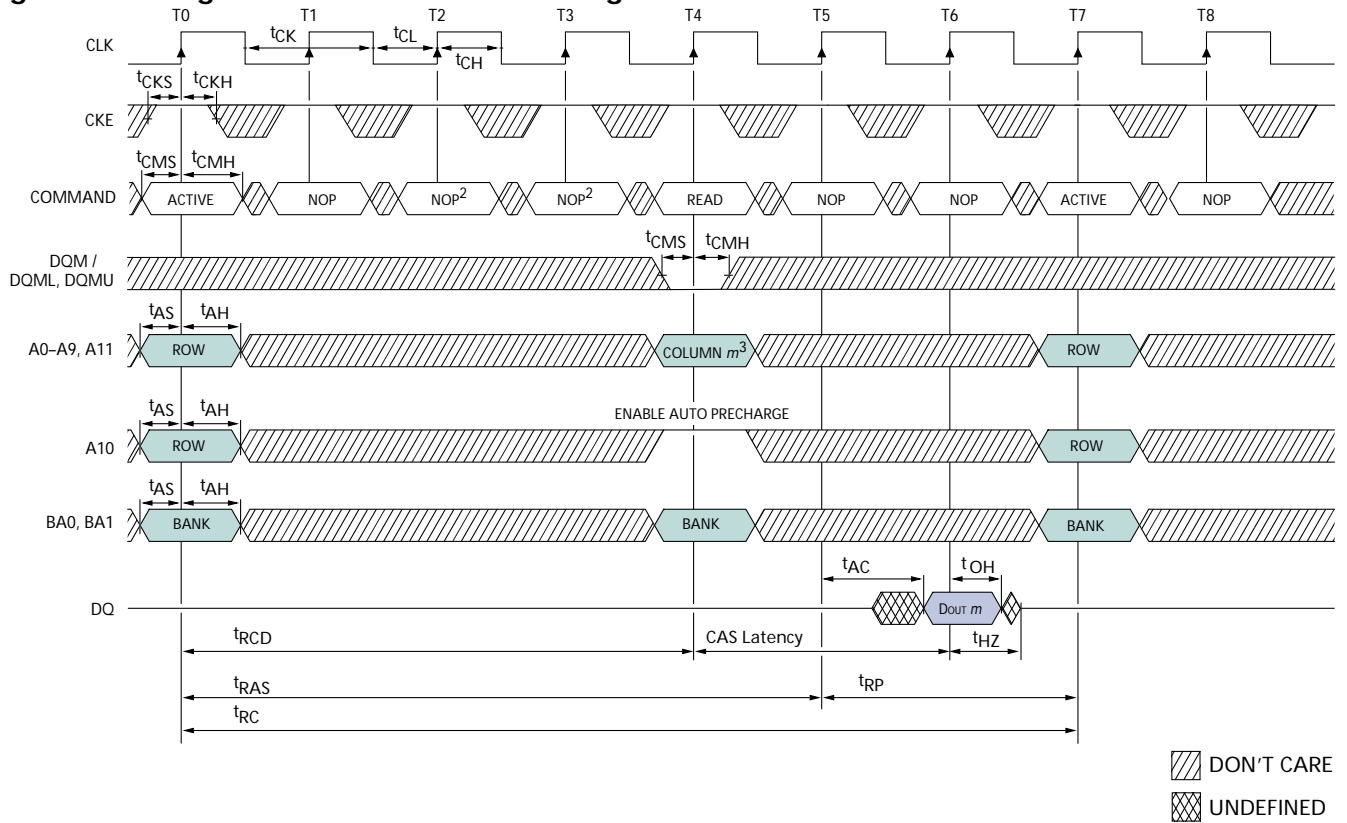 T0 T1 T2 T3 T4 T5 T6 T7 T8
CLK
tCK tCL
tCH
tCKS tCKH
CKE
tCMS tCMH
COMMAND ACTIVE NOP NOP2 NOP2 READ NOP NOP ACTIVE NOP
tCMS tCMH
DQM /
DQML, DQMU
tAS tAH
A0–A9, A11 ROW COLUMN m3 ROW
ENABLE AUTO PRECHARGE
tAS tAH
A10 ROW ROW
tAS tAH
BA0, BA1 BANK BANK BANK
tAC tOH
DQ DOUT m
tRCD CAS Latency tHZ
tRAS tRP
tRC
DON'T CARE
UNDEFINED